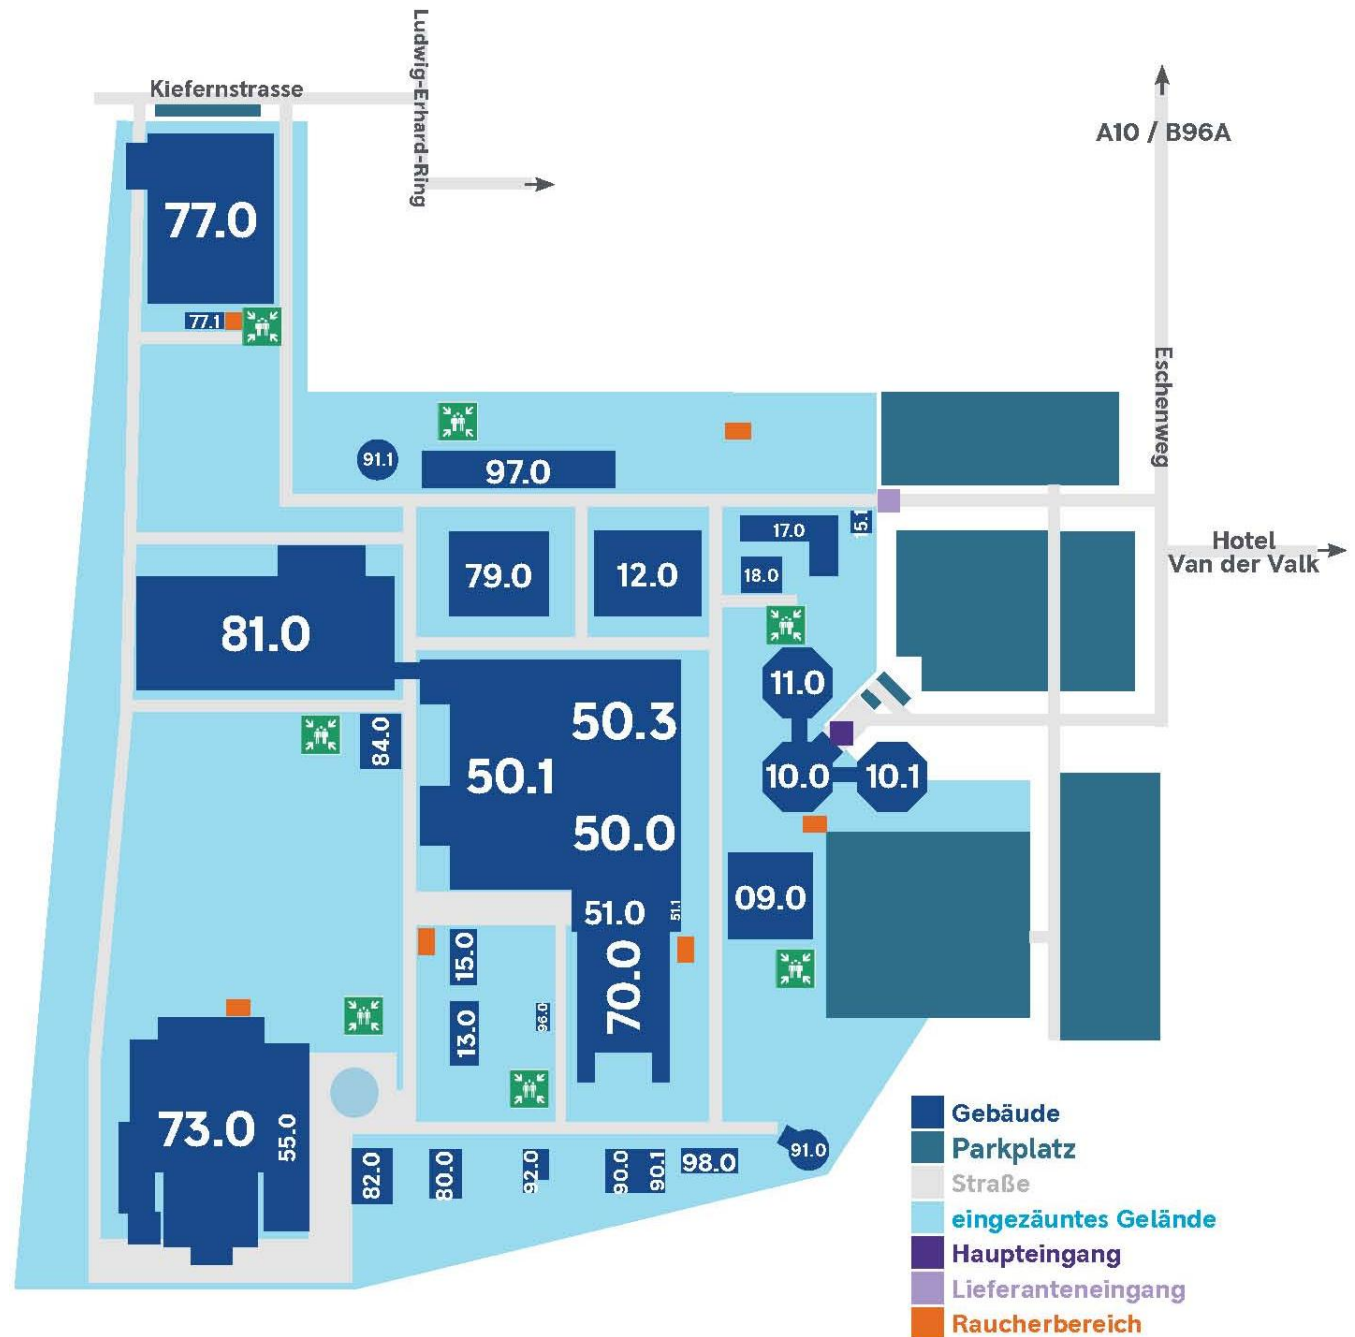 Ludwig-Erhard-Ring
Kiefernstrasse
A10 / B96A
77.0
77.1
Eschenweg
91.1
97.0
15.1
17.0
Hotel
Van der Valk
79.0
12.0
18.0
81.0
11.0
50.3
84.0
50.1
10.0
10.1
50.0
09.0
51.0
51.1
15.0
70.0
13.0
96.0
73.0
55.0
82.0
80.0
92.0
90.0
90.1
98.0
91.0
Gebäude
Parkplatz
Straße
eingezäuntes Gelände
Haupteingang
Lieferanteneingang
Raucherbereich